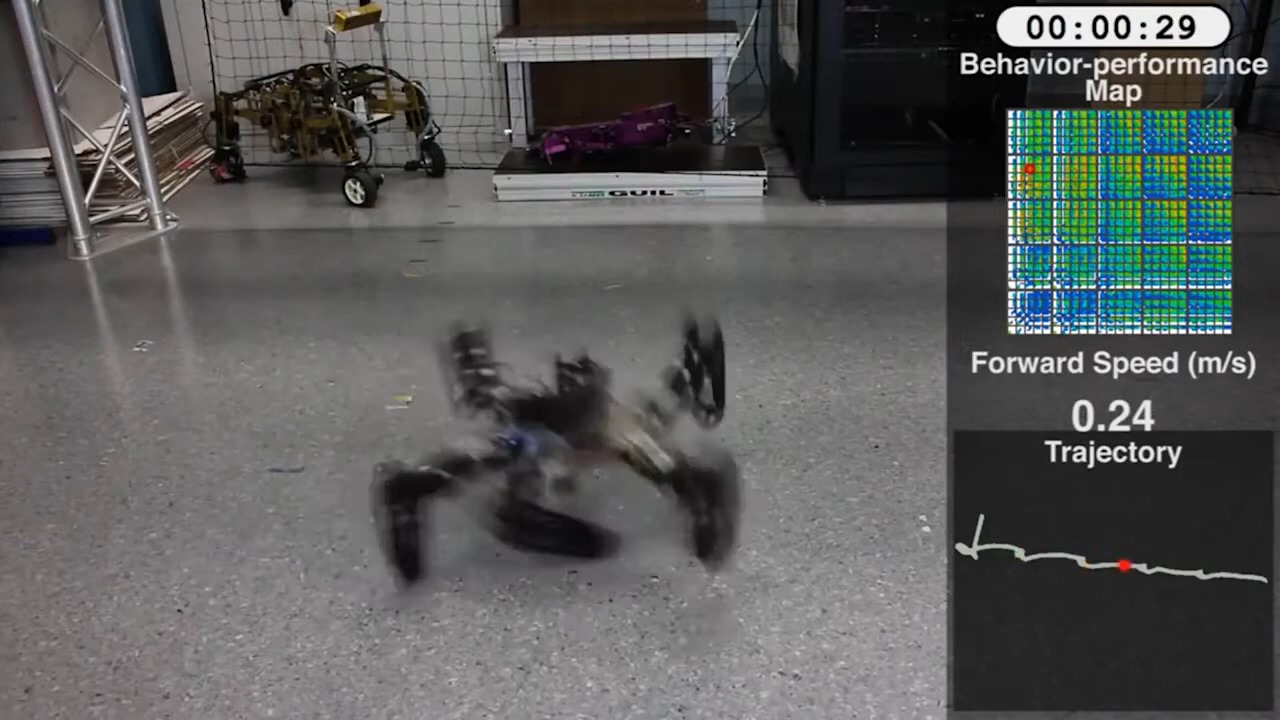 00:00:29
Behavior-performance
Map
GUIL
Forward Speed (m/s)
0.24
Trajectory